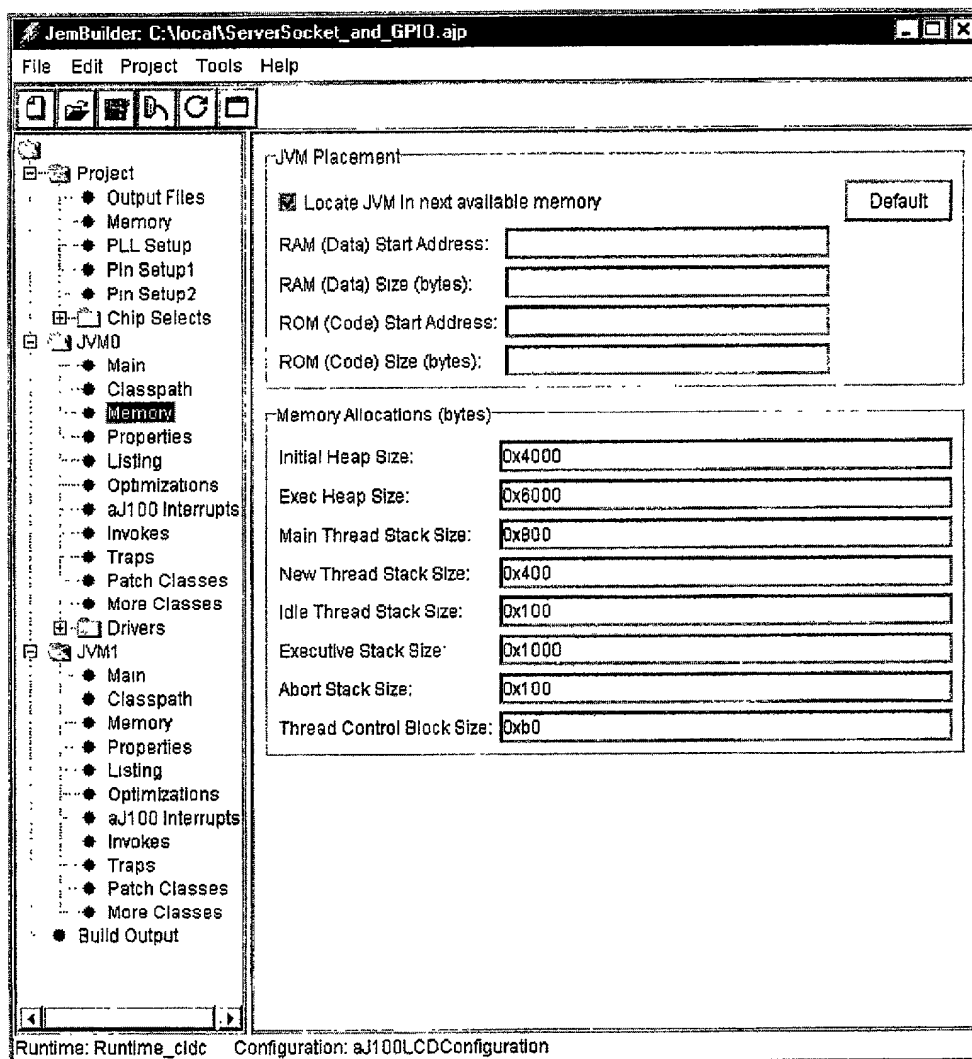 JemBuilder: C:\local\ServerSocket_and_GPIO.ajp
File Edit Project Tools Help
Project
Output Files
Memory
PLL Setup
Pin Setup1
Pin Setup2
Chip Selects
JVM0
Main
Classpath
Memory
Properties
Listing
Optimizations
aJ100 Interrupts
Invokes
Traps
Patch Classes
More Classes
Drivers
JVM1
Main
Classpath
Memory
Properties
Listing
Optimizations
aJ100 Interrupts
Invokes
Traps
Patch Classes
More Classes
Build Output
JVM Placement
Locate JVM in next available memory Default
RAM (Data) Start Address:
RAM (Data) Size (bytes):
ROM (Code) Start Address:
ROM (Code) Size (bytes):
Memory Allocations (bytes)
Initial Heap Size: 0x4000
Exec Heap Size: 0x6000
Main Thread Stack Size: 0x800
New Thread Stack Size: 0x400
Idle Thread Stack Size: 0x100
Executive Stack Size: 0x1000
Abort Stack Size: 0x100
Thread Control Block Size: 0xb0
Runtime: Runtime_cldc Configuration: aJ100LCDConfiguration